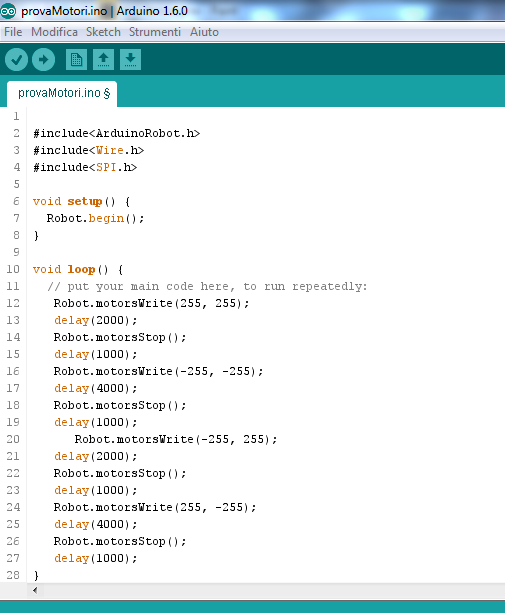 provaMotori.ino | Arduino 1.6.0
File Modifica Sketch Strumenti Aiuto
provaMotori.ino §
1
2 #include<ArduinoRobot.h>
3 #include<Wire.h>
4 #include<SPI.h>
5
6 void setup() {
7   Robot.begin();
8 }
9
10 void loop() {
11   // put your main code here, to run repeatedly:
12    Robot.motorsWrite(255, 255);
13    delay(2000);
14    Robot.motorsStop();
15    delay(1000);
16    Robot.motorsWrite(-255, -255);
17    delay(4000);
18    Robot.motorsStop();
19    delay(1000);
20       Robot.motorsWrite(-255, 255);
21    delay(2000);
22    Robot.motorsStop();
23    delay(1000);
24    Robot.motorsWrite(255, -255);
25    delay(4000);
26    Robot.motorsStop();
27    delay(1000);
28 }